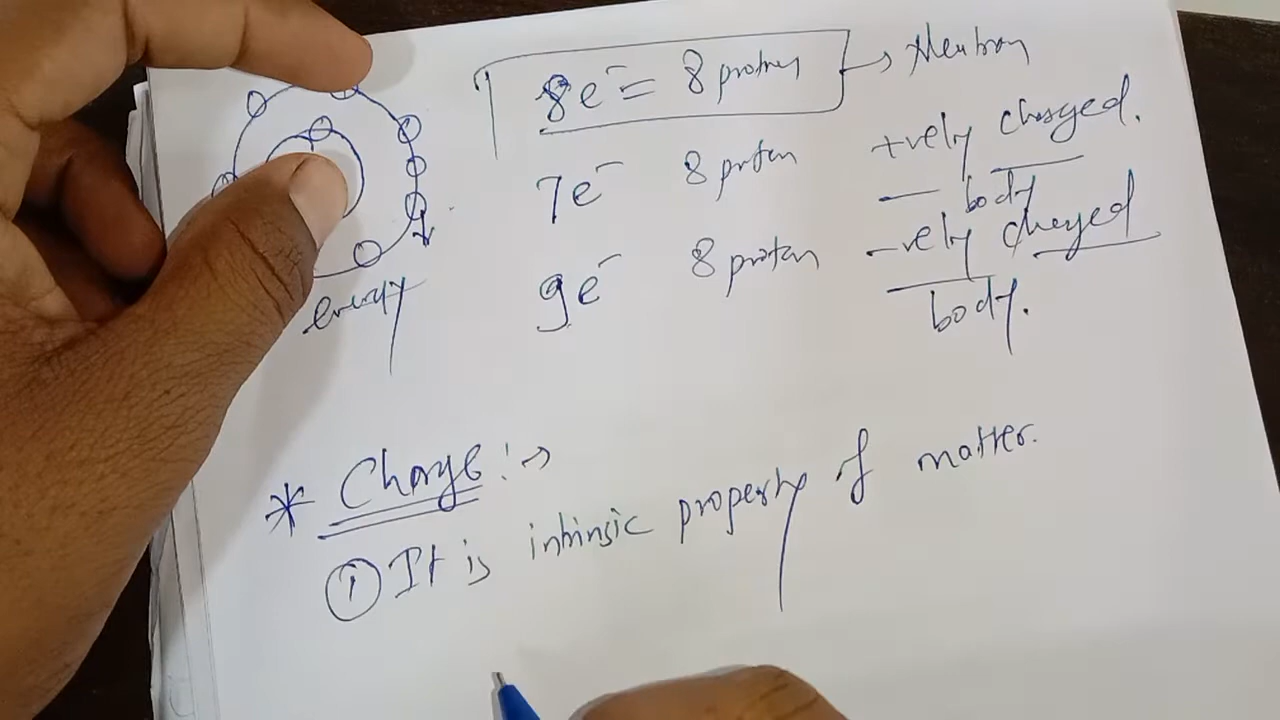 8e⁻ = 8 protons → Neutron
7e⁻ 8 proton +vely charged.
body
9e⁻ 8 proton -vely charged
body.
energy
* Charge :→
① It is intrinsic property of matter.